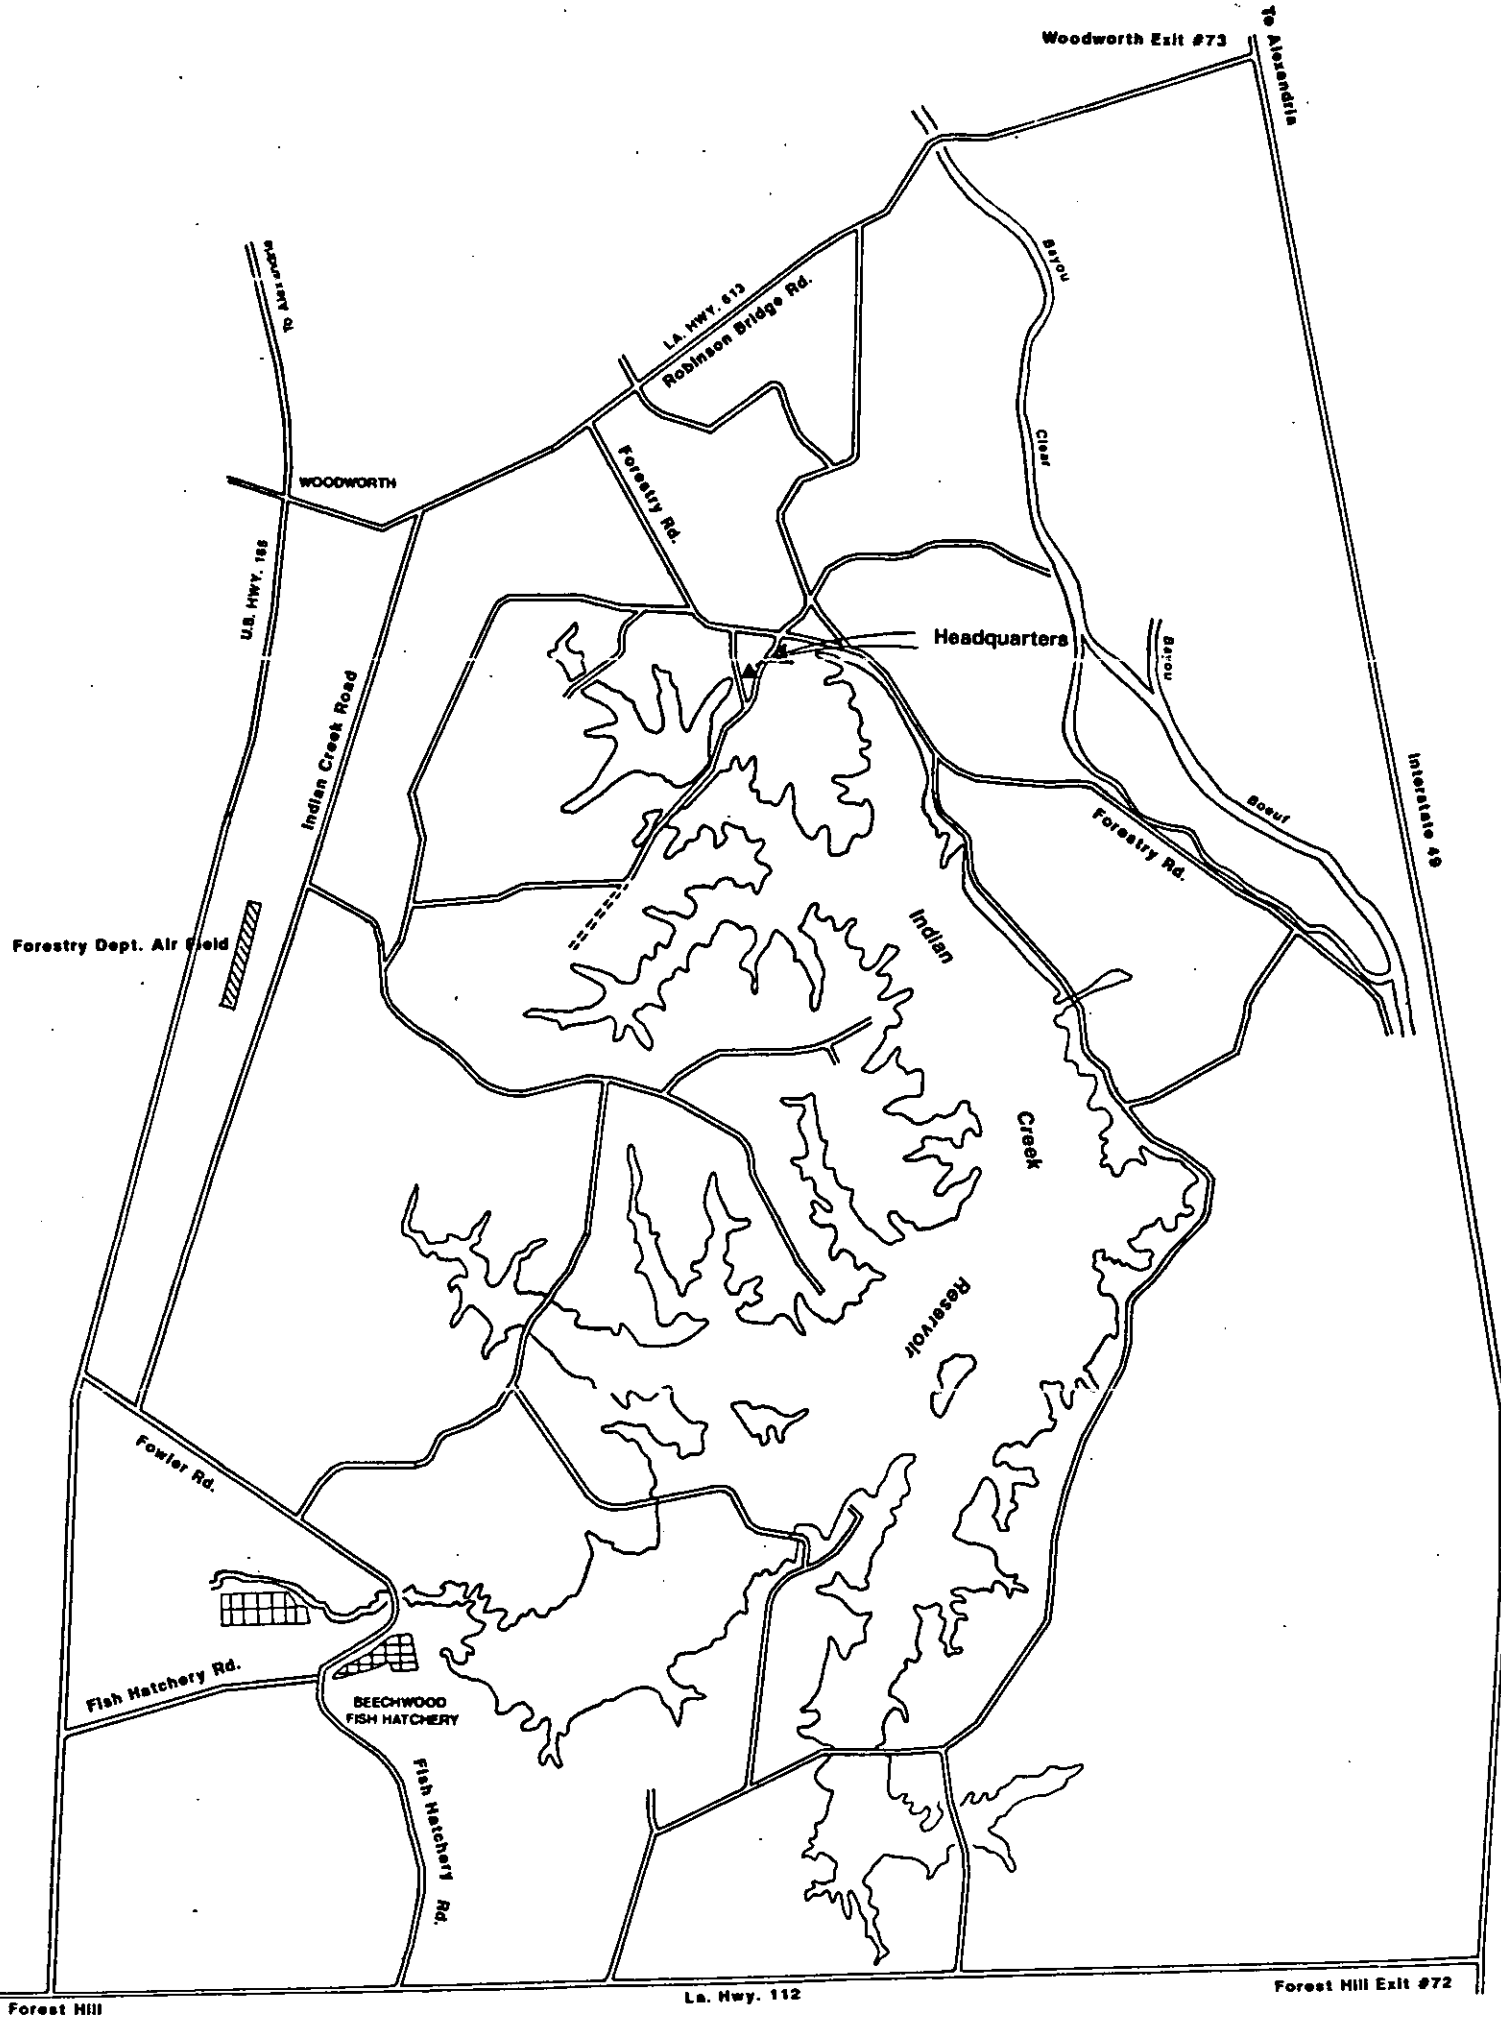 Woodworth Exit #73
To Alexandria
Bayou
To Alexandria
LA. HWY. 613
Robinson Bridge Rd.
Clear
Forestry Rd.
WOODWORTH
U.S. HWY. 165
Headquarters
Bayou
Indian Creek Road
Interstate 49
Boeuf
Forestry Rd.
Indian
Forestry Dept. Air Field
Creek
Reservoir
Fowler Rd.
Fish Hatchery Rd.
BEECHWOOD
FISH HATCHERY
Fish Hatchery Rd.
Forest Hill Exit #72
La. Hwy. 112
Forest Hill